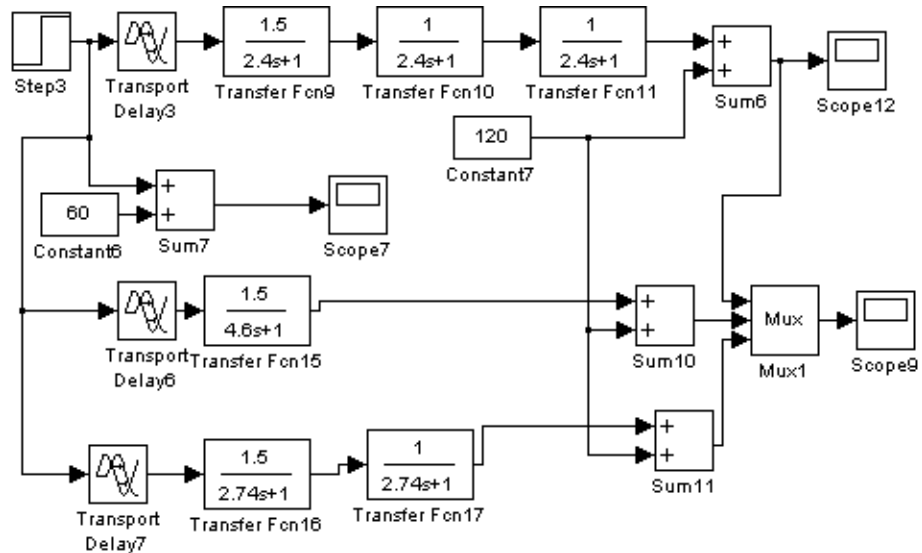 Step3
Transport
Delay3
1.5
2.4s+1
Transfer Fcn9
1
2.4s+1
Transfer Fcn10
1
2.4s+1
Transfer Fcn11
+
+
Sum6
Scope12
120
Constant7
60
Constant6
+
+
Sum7
Scope7
Transport
Delay6
1.5
4.6s+1
Transfer Fcn15
+
+
Sum10
Mux
Mux1
Scope9
Transport
Delay7
1.5
2.74s+1
Transfer Fcn16
1
2.74s+1
Transfer Fcn17
+
+
Sum11